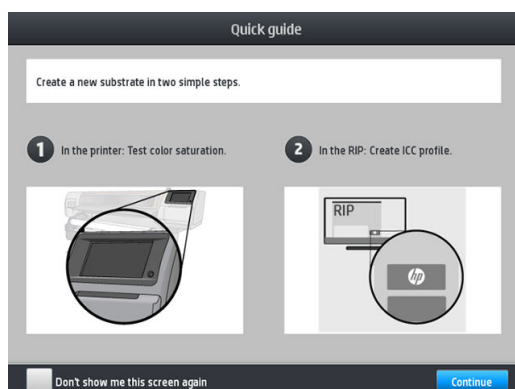 Quick guide
Create a new substrate in two simple steps.
1 In the printer: Test color saturation.
2 In the RIP: Create ICC profile.
RIP
hp
Don't show me this screen again
Continue